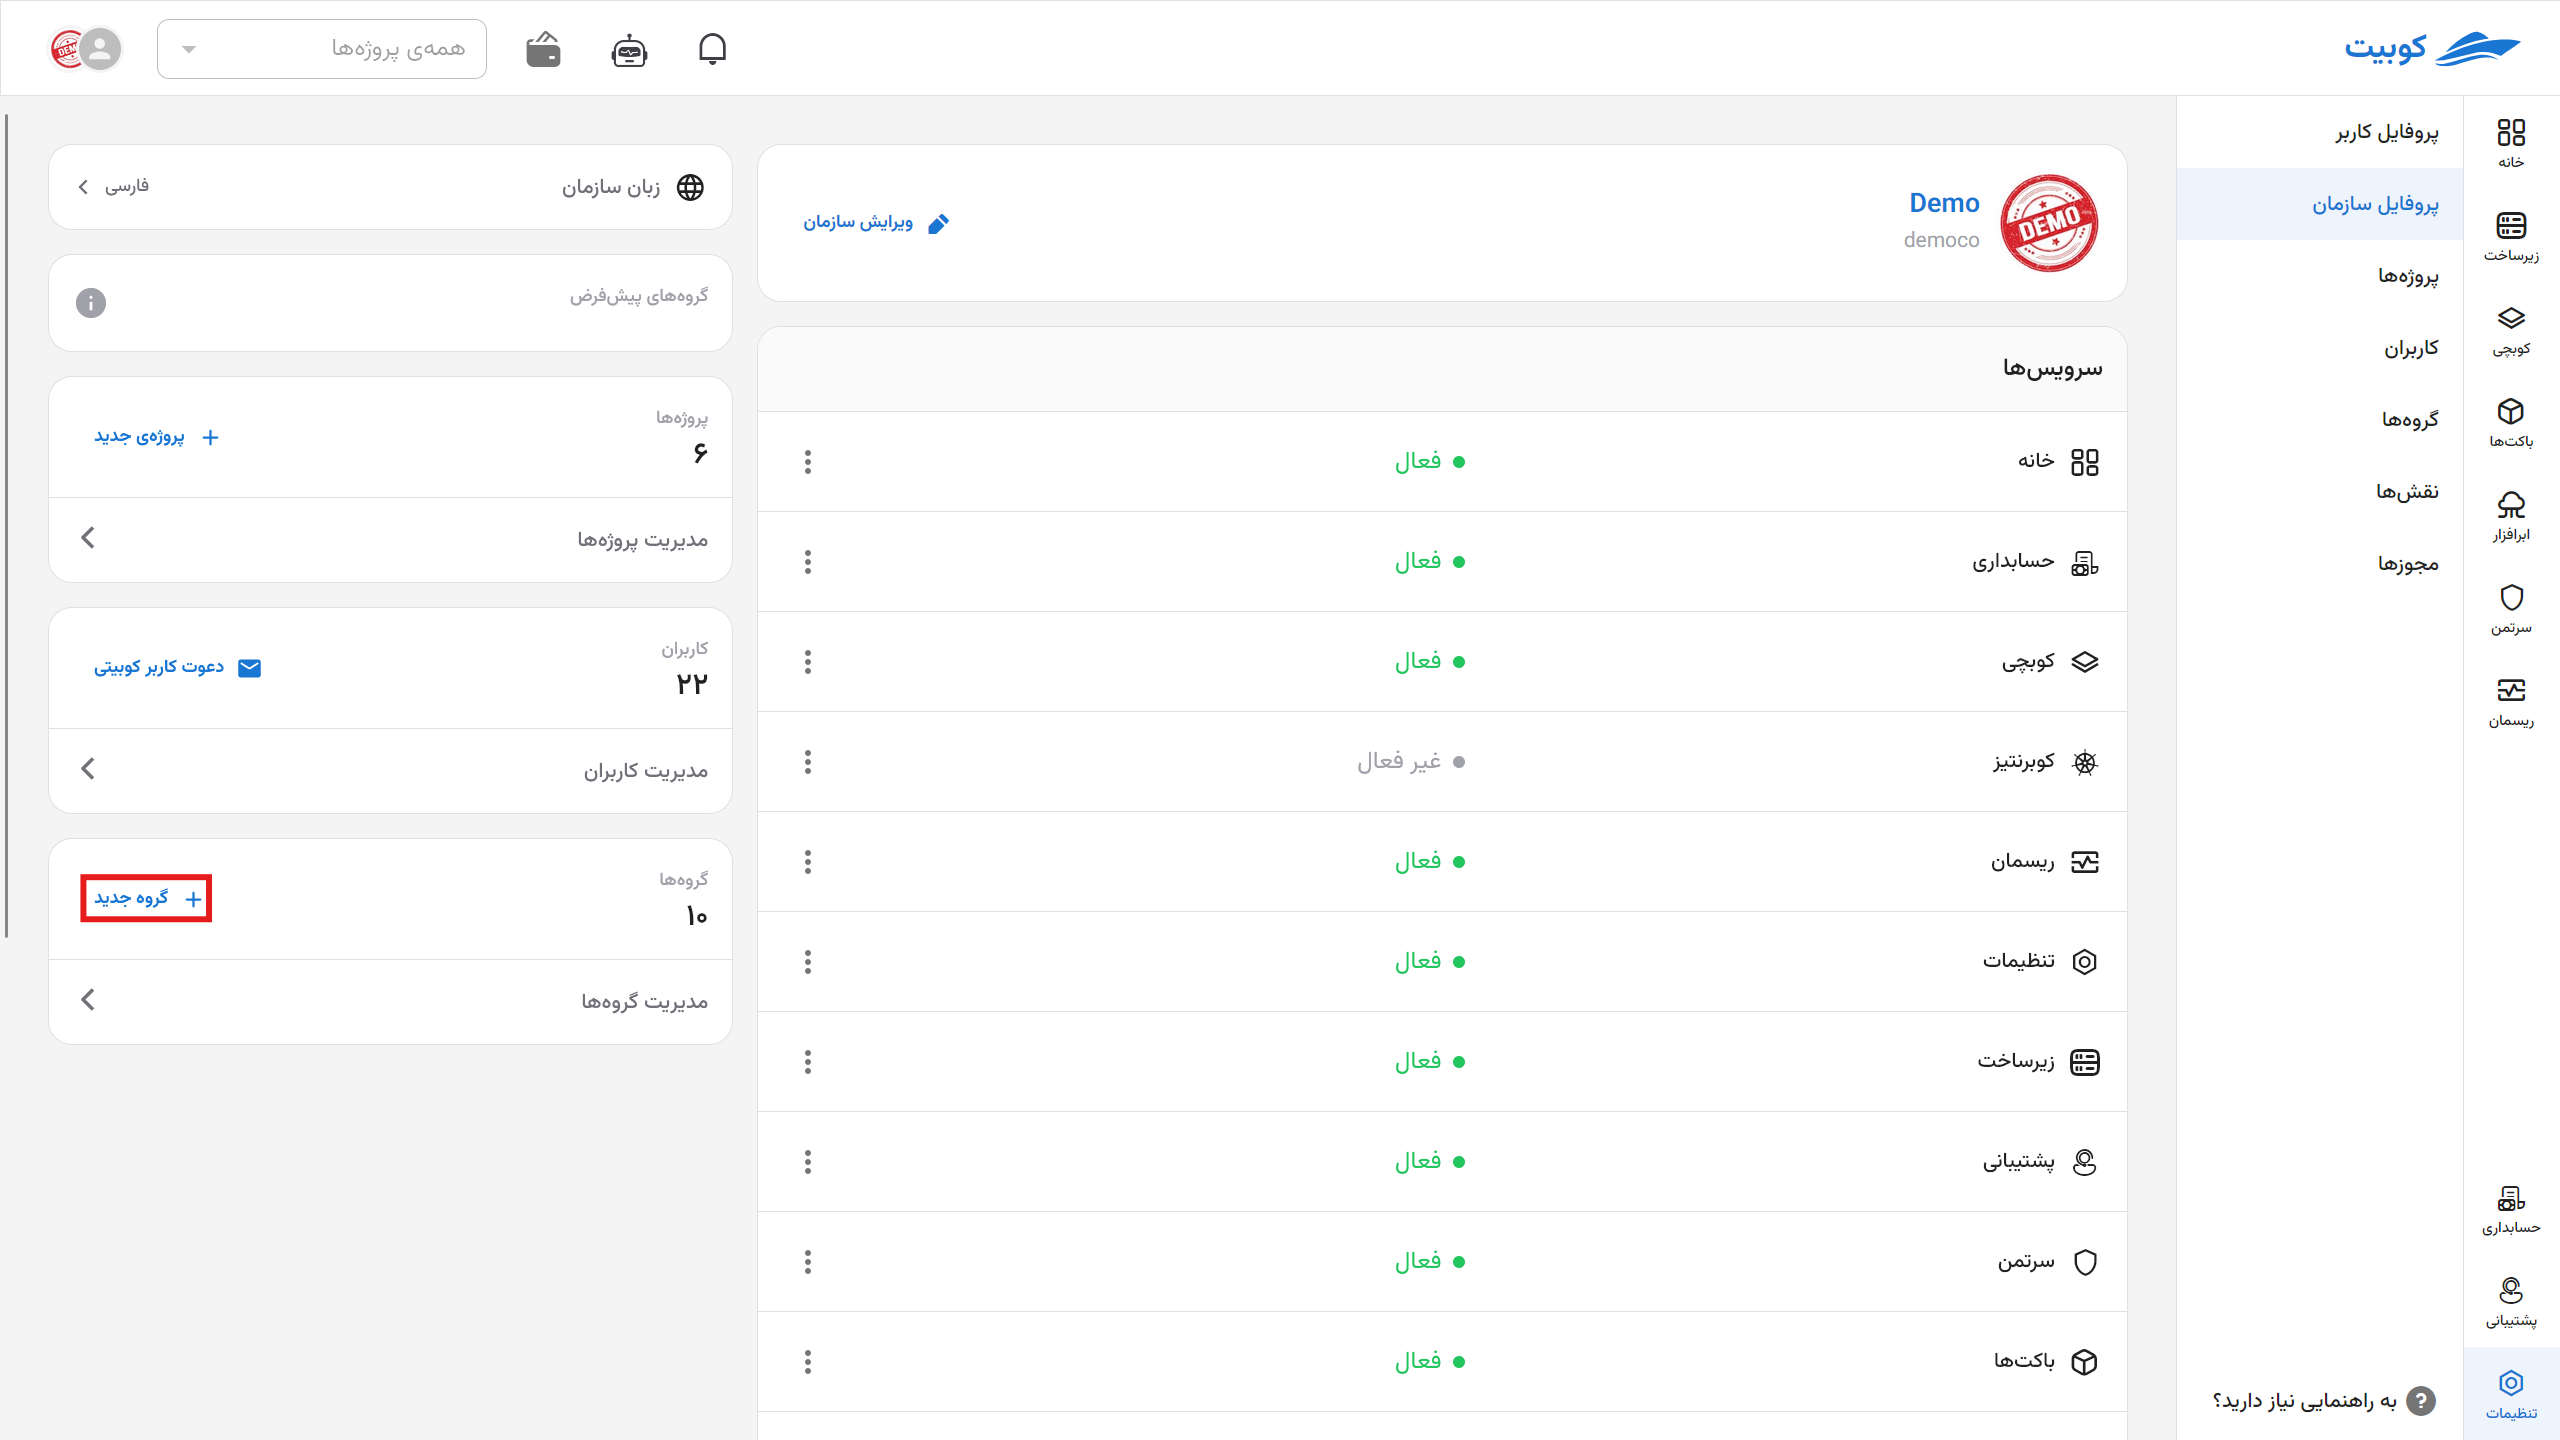 کوبیت
همه‌ی پروژه‌ها
DEMO
خانه
زیرساخت
کوبچی
باکت‌ها
ابرافزار
سرتمن
ریسمان
حسابداری
پشتیبانی
تنظیمات
پروفایل کاربر
پروفایل سازمان
پروژه‌ها
کاربران
گروه‌ها
نقش‌ها
مجوزها
به راهنمایی نیاز دارید؟
DEMO
Demo
democo
ویرایش سازمان
سرویس‌ها
خانه فعال
حسابداری فعال
کوبچی فعال
کوبرنتیز غیر فعال
ریسمان فعال
تنظیمات فعال
زیرساخت فعال
پشتیبانی فعال
سرتمن فعال
باکت‌ها فعال
زبان سازمان فارسی
گروه‌های پیش‌فرض
پروژه‌ها
۶
+ پروژه‌ی جدید
مدیریت پروژه‌ها
کاربران
۲۲
دعوت کاربر کوبیتی
مدیریت کاربران
گروه‌ها
۱۰
+ گروه جدید
مدیریت گروه‌ها